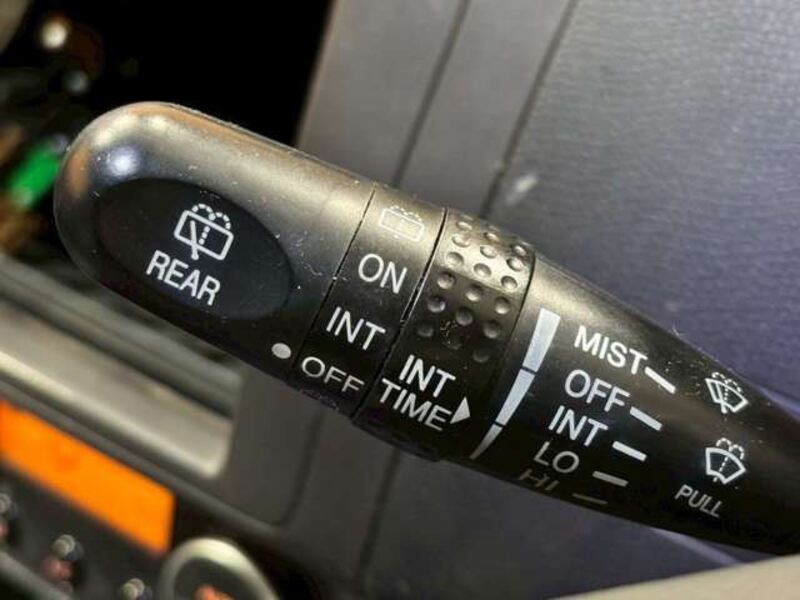 REAR
ON
INT
OFF
INT
TIME
MIST
OFF
INT
LO
HI
PULL